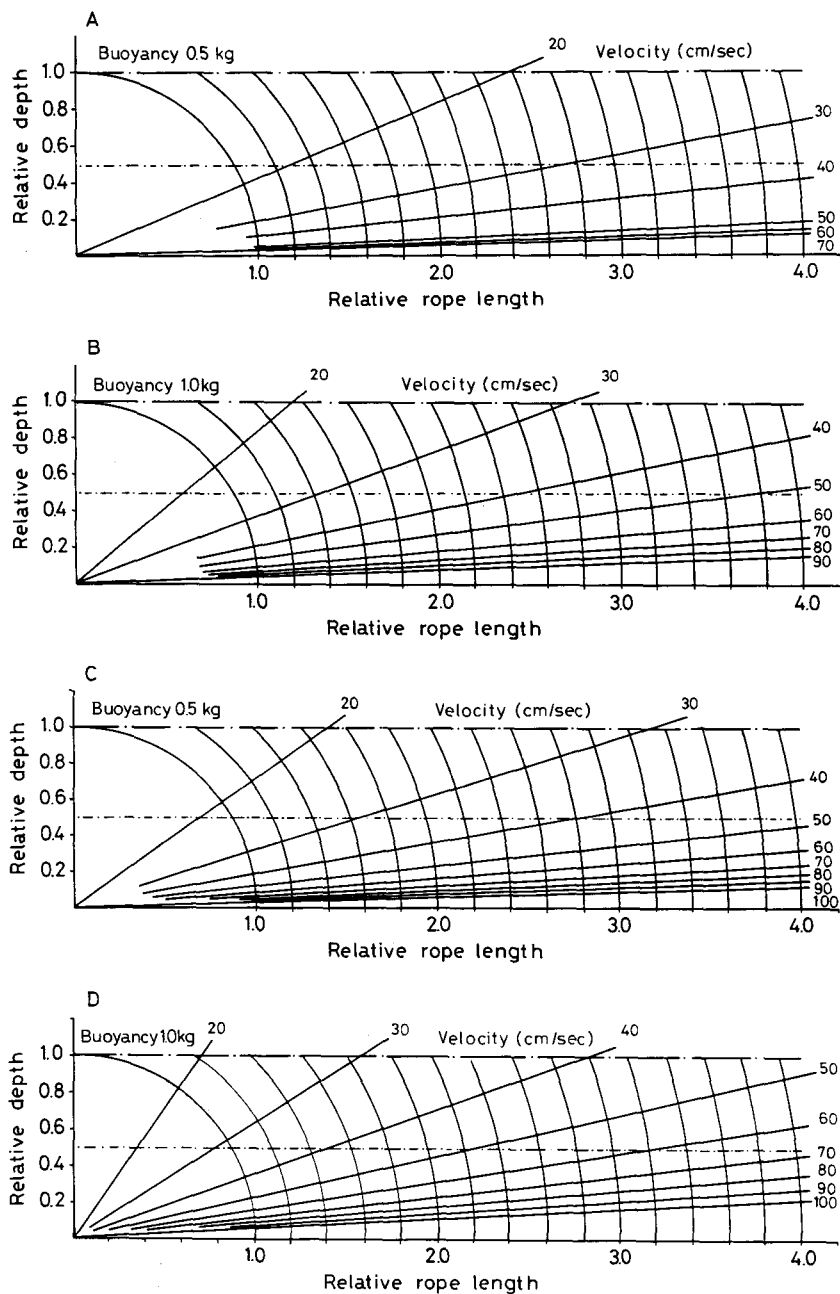 A
Buoyancy 0.5 kg
20
Velocity (cm/sec)
30
40
50
60
70
Relative depth
1.0
0.8
0.6
0.4
0.2
1.0 2.0 3.0 4.0
Relative rope length
B
Buoyancy 1.0kg
20
Velocity (cm/sec)
30
40
50
60
70
80
90
Relative depth
1.0
0.8
0.6
0.4
0.2
1.0 2.0 3.0 4.0
Relative rope length
C
Buoyancy 0.5 kg
20
Velocity (cm/sec)
30
40
50
60
70
80
90
100
Relative depth
1.0
0.8
0.6
0.4
0.2
1.0 2.0 3.0 4.0
Relative rope length
D
Buoyancy 1.0kg
20
30
Velocity (cm/sec)
40
50
60
70
80
90
100
Relative depth
1.0
0.8
0.6
0.4
0.2
1.0 2.0 3.0 4.0
Relative rope length